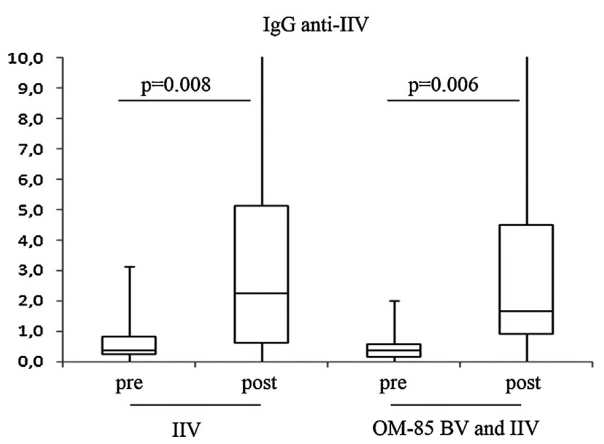 IgG anti-IIV
10,0
9,0
8,0
7,0
6,0
5,0
4,0
3,0
2,0
1,0
0,0
p=0.008
p=0.006
pre
post
pre
post
IIV
OM-85 BV and IIV